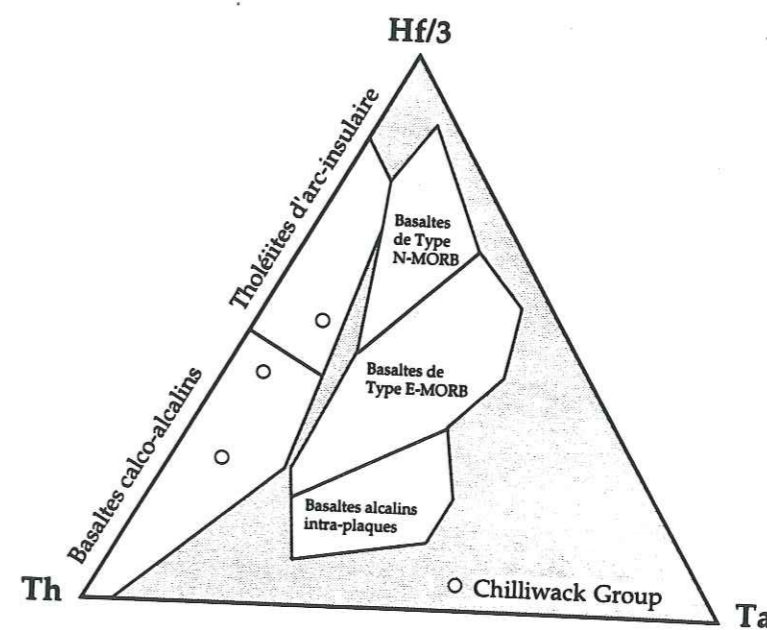 Hf/3
Tholéiites d'arc-insulaire
Basaltes
de Type
N-MORB
Basaltes de
Type E-MORB
Basaltes calco-alcalins
Basaltes alcalins
intra-plaques
Th
Chilliwack Group
Ta